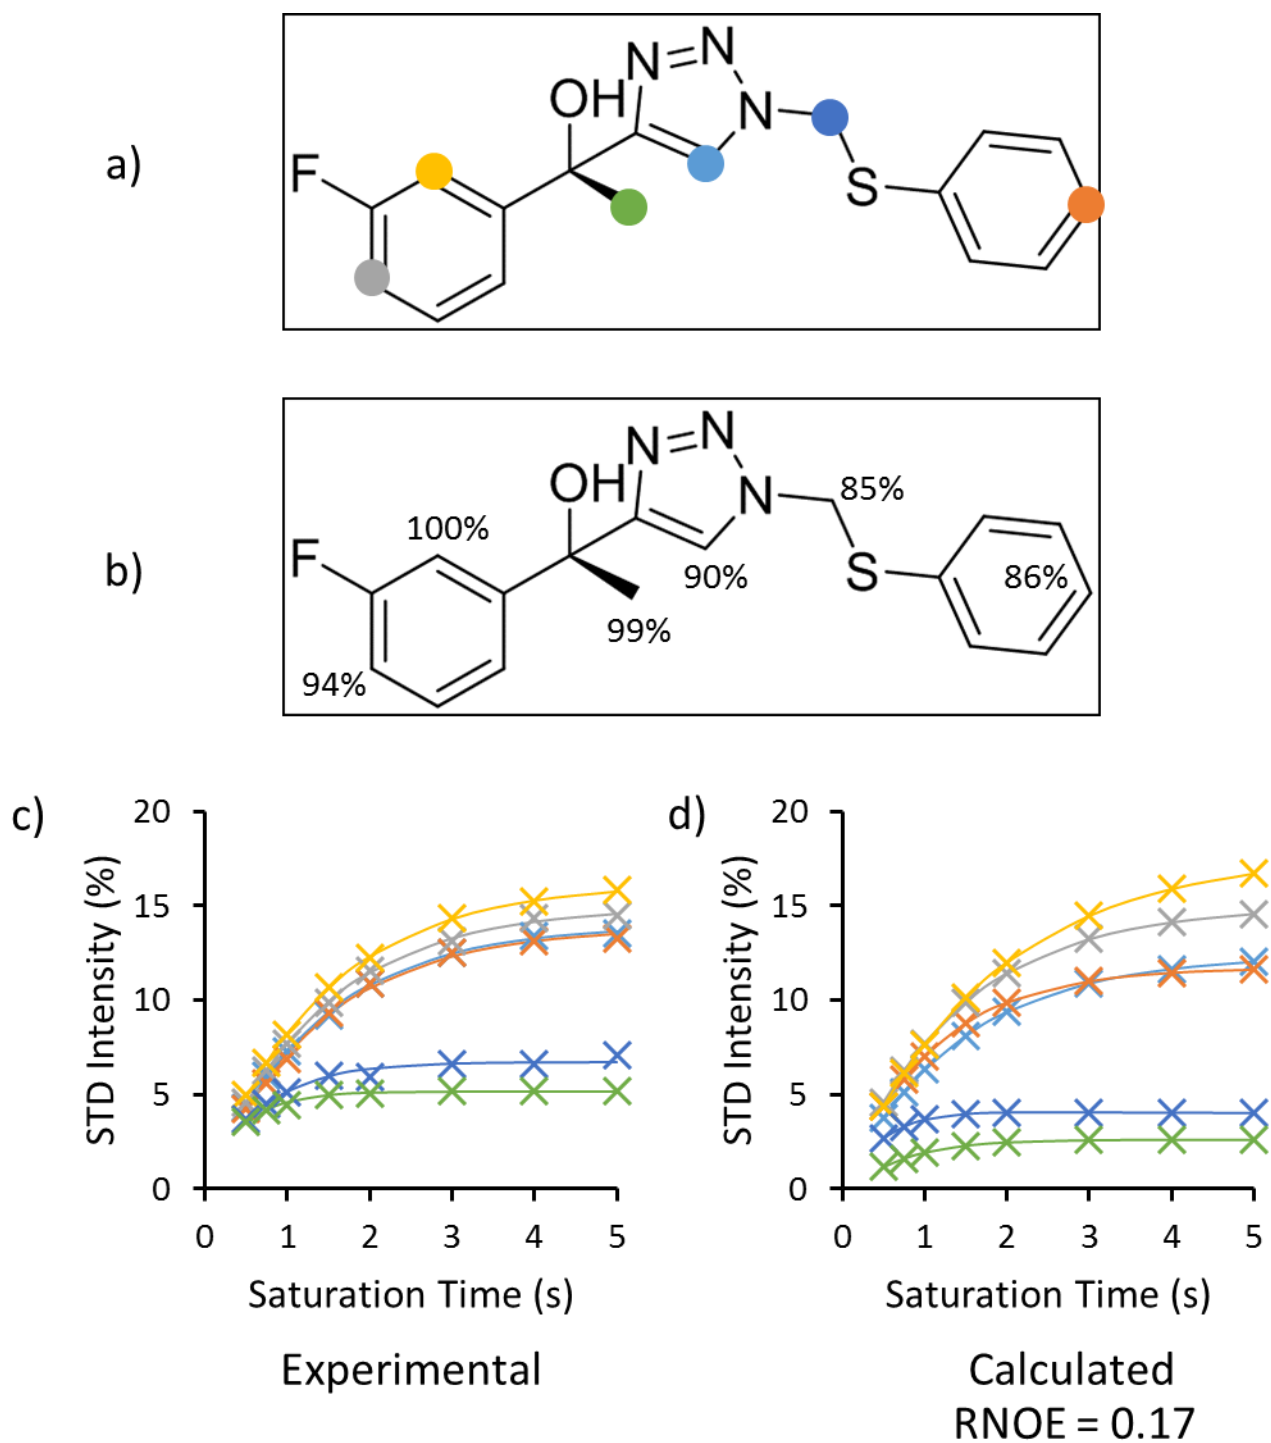 a)
N
N
OH
N
F
S
b)
N
N
OH
N
85%
100%
F
S
86%
90%
99%
94%
c)
20
15
10
5
0
STD Intensity (%)
0 1 2 3 4 5
Saturation Time (s)
Experimental
d)
20
15
10
5
0
STD Intensity (%)
0 1 2 3 4 5
Saturation Time (s)
Calculated
RNOE = 0.17